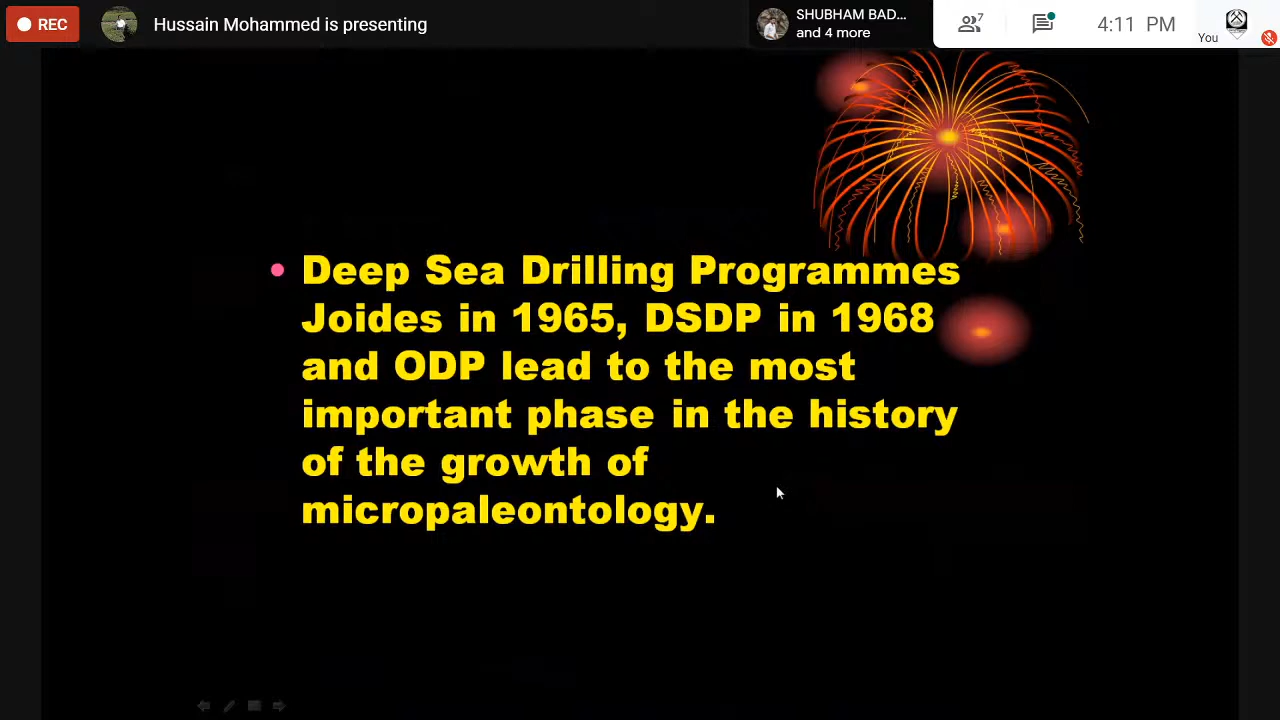 REC
Hussain Mohammed is presenting
SHUBHAM BAD...
and 4 more
7
4:11 PM
You
• Deep Sea Drilling Programmes
Joides in 1965, DSDP in 1968
and ODP lead to the most
important phase in the history
of the growth of
micropaleontology.